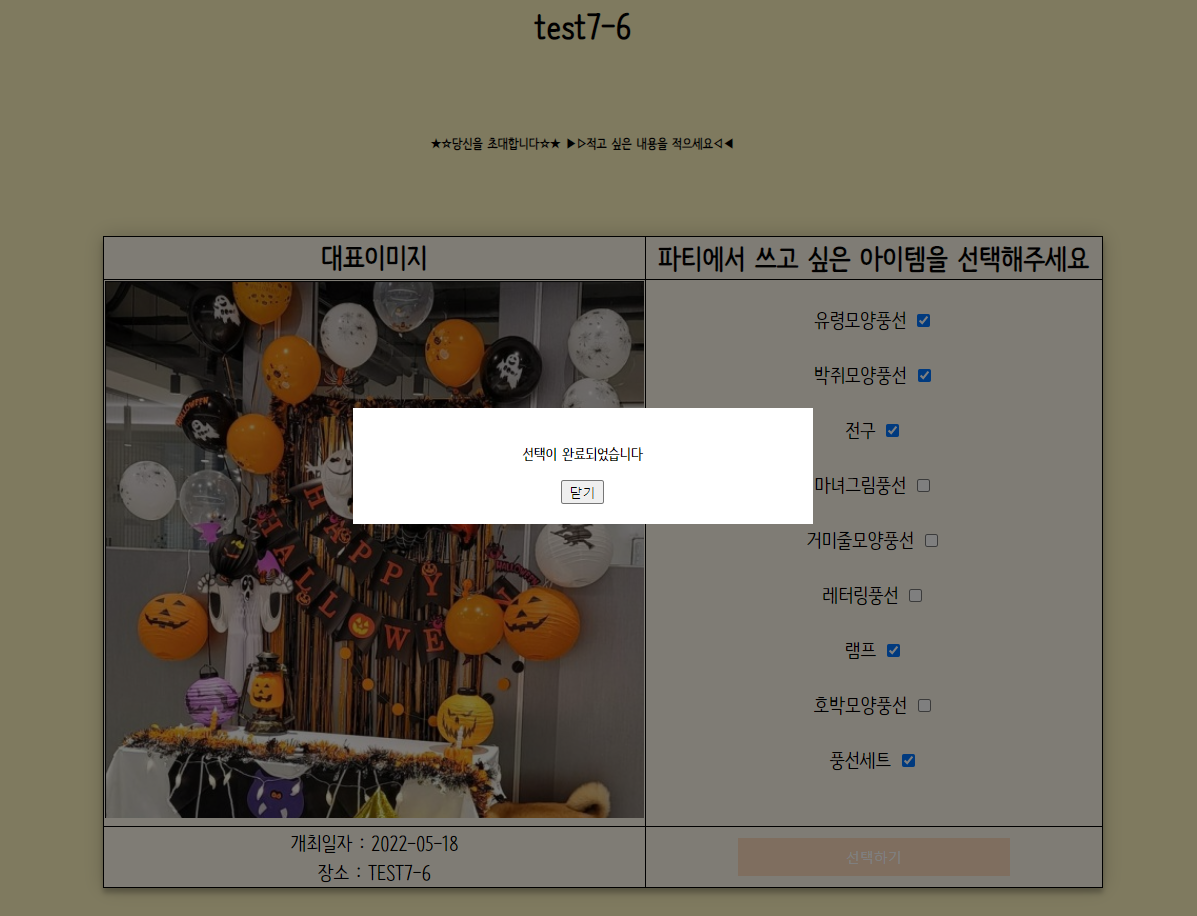 test7-6
★☆당신을 초대합니다☆★ ▶▷적고 싶은 내용을 적으세요◁◀
대표이미지
파티에서 쓰고 싶은 아이템을 선택해주세요
HAPPY
HALLOWE
유령모양풍선
박쥐모양풍선
전구
마녀그림풍선
거미줄모양풍선
레터링풍선
램프
호박모양풍선
풍선세트
선택이 완료되었습니다
닫기
개최일자 : 2022-05-18
장소 : TEST7-6
선택하기